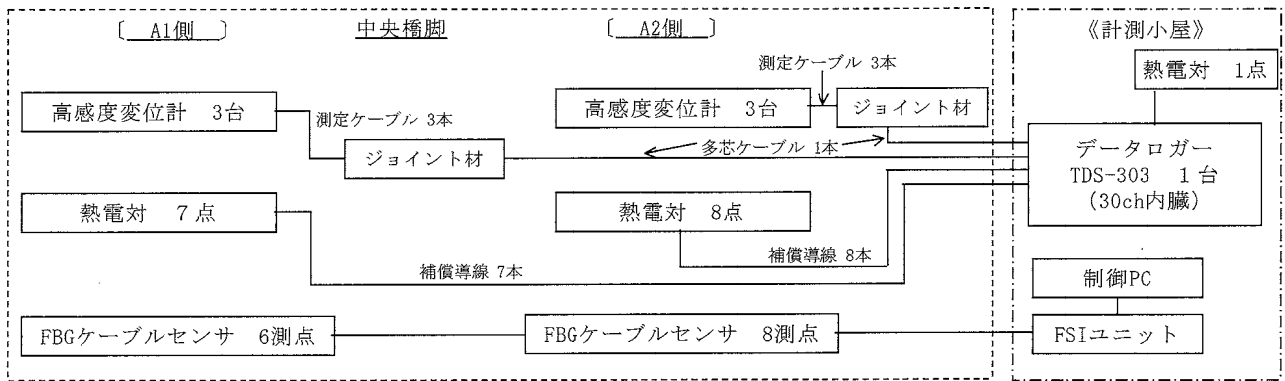 〔　A1側　〕
中央橋脚
〔　A2側　〕
《計測小屋》
測定ケーブル 3本
熱電対　1点
高感度変位計　3台
高感度変位計　3台
ジョイント材
測定ケーブル 3本
多芯ケーブル 1本
ジョイント材
データロガー
TDS-303　1台
(30ch内臓)
熱電対　7点
熱電対　8点
補償導線 8本
補償導線 7本
制御PC
FBGケーブルセンサ　6測点
FBGケーブルセンサ　8測点
FSIユニット